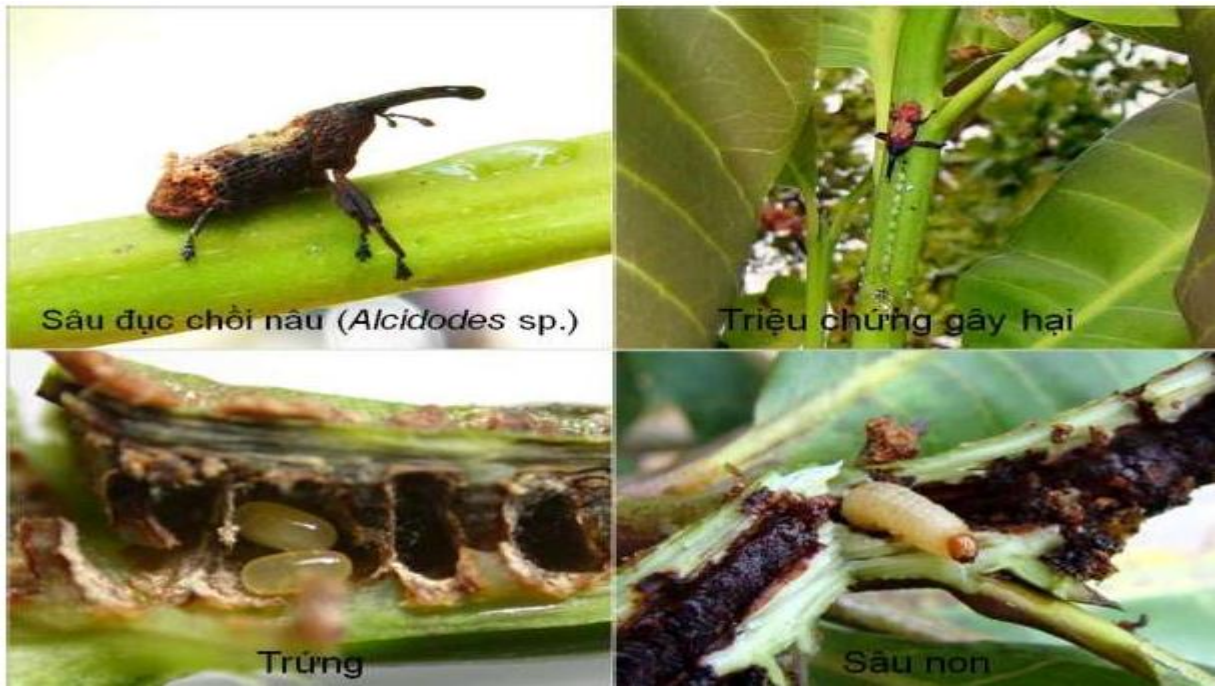 Sâu đục chồi nâu (Alcidodes sp.)
Triệu chứng gây hại
Trứng
Sâu non